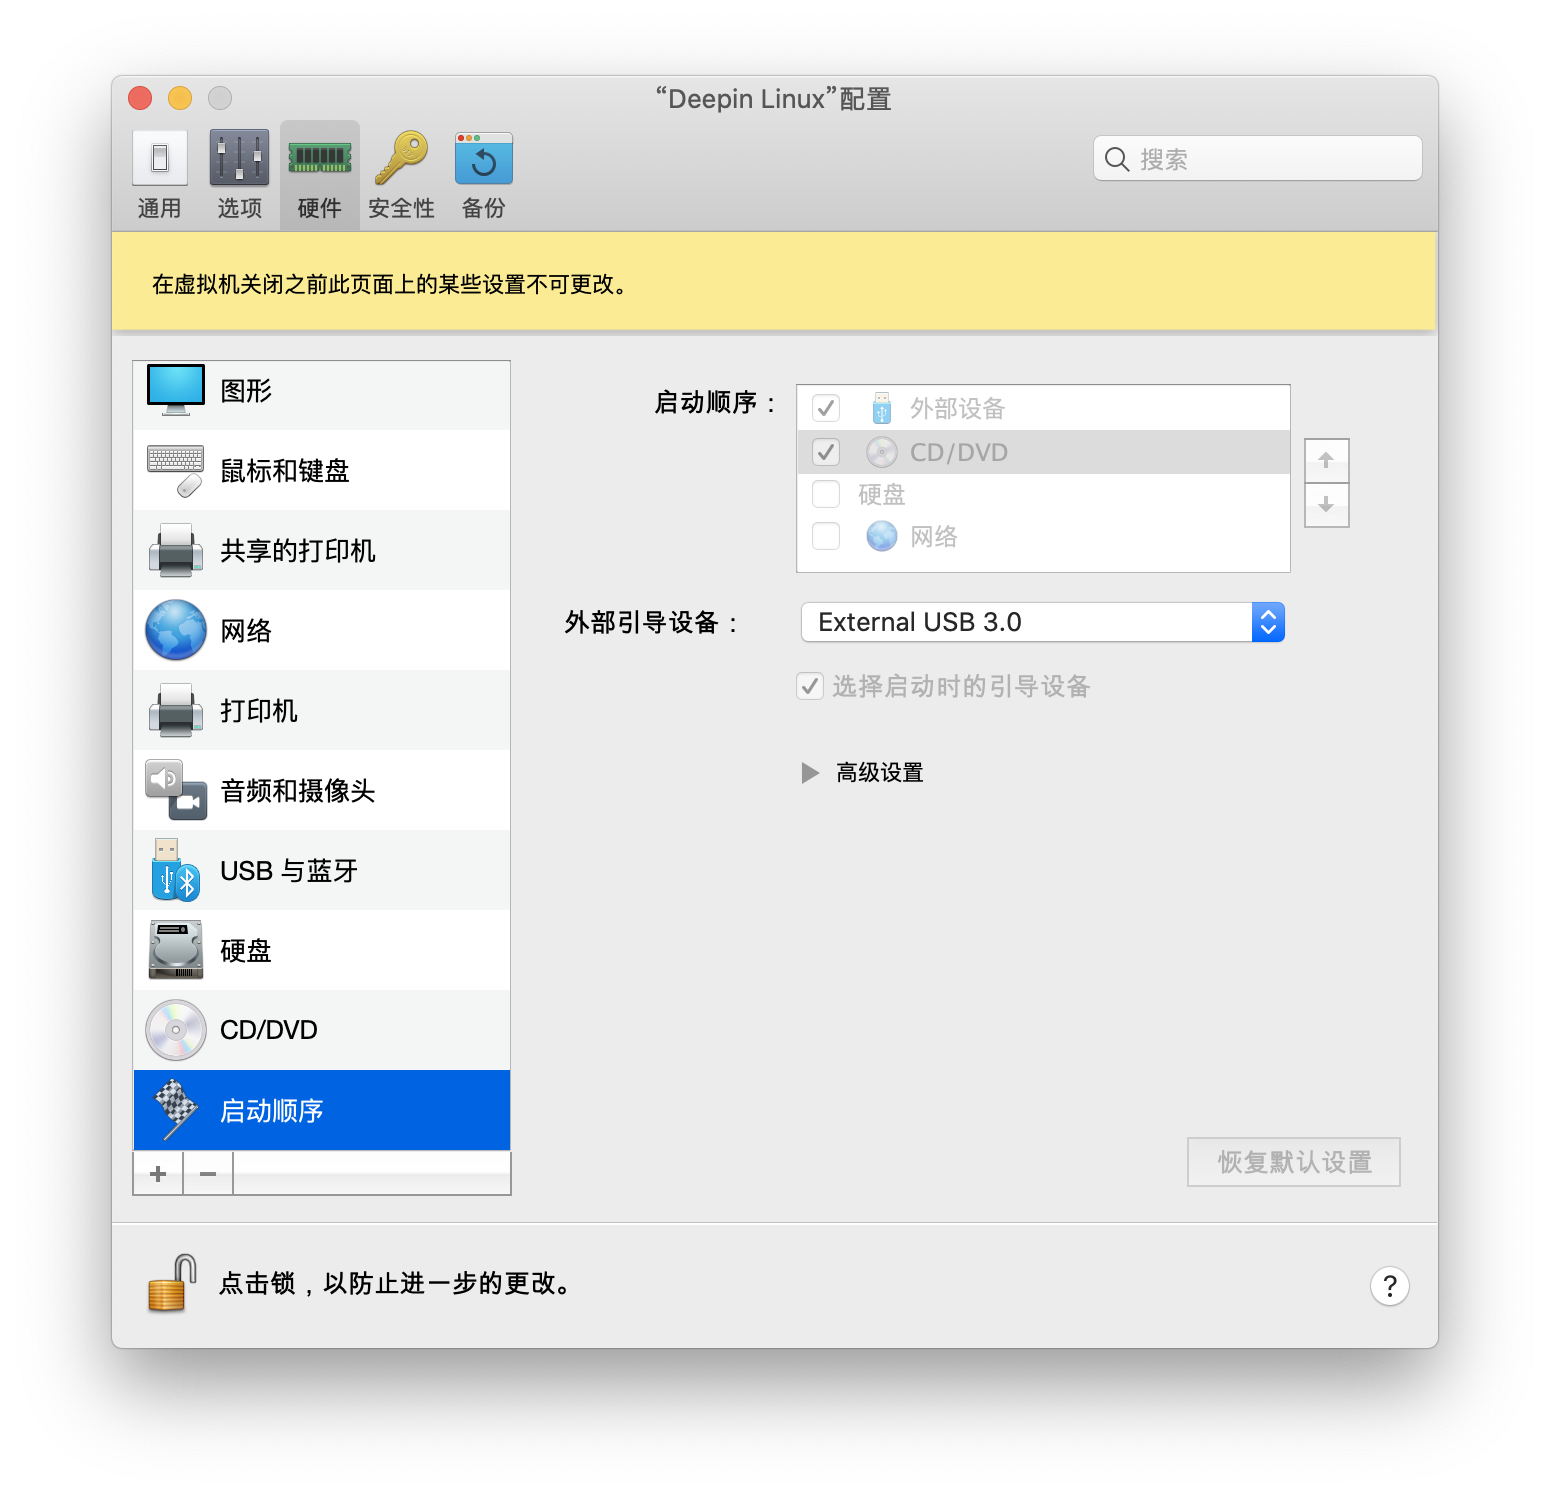 “Deepin Linux”配置
通用
选项
硬件
安全性
备份
搜索
在虚拟机关闭之前此页面上的某些设置不可更改。
图形
鼠标和键盘
共享的打印机
网络
打印机
音频和摄像头
USB 与蓝牙
硬盘
CD/DVD
启动顺序
启动顺序：
外部设备
CD/DVD
硬盘
网络
外部引导设备：
External USB 3.0
选择启动时的引导设备
高级设置
恢复默认设置
点击锁，以防止进一步的更改。
?